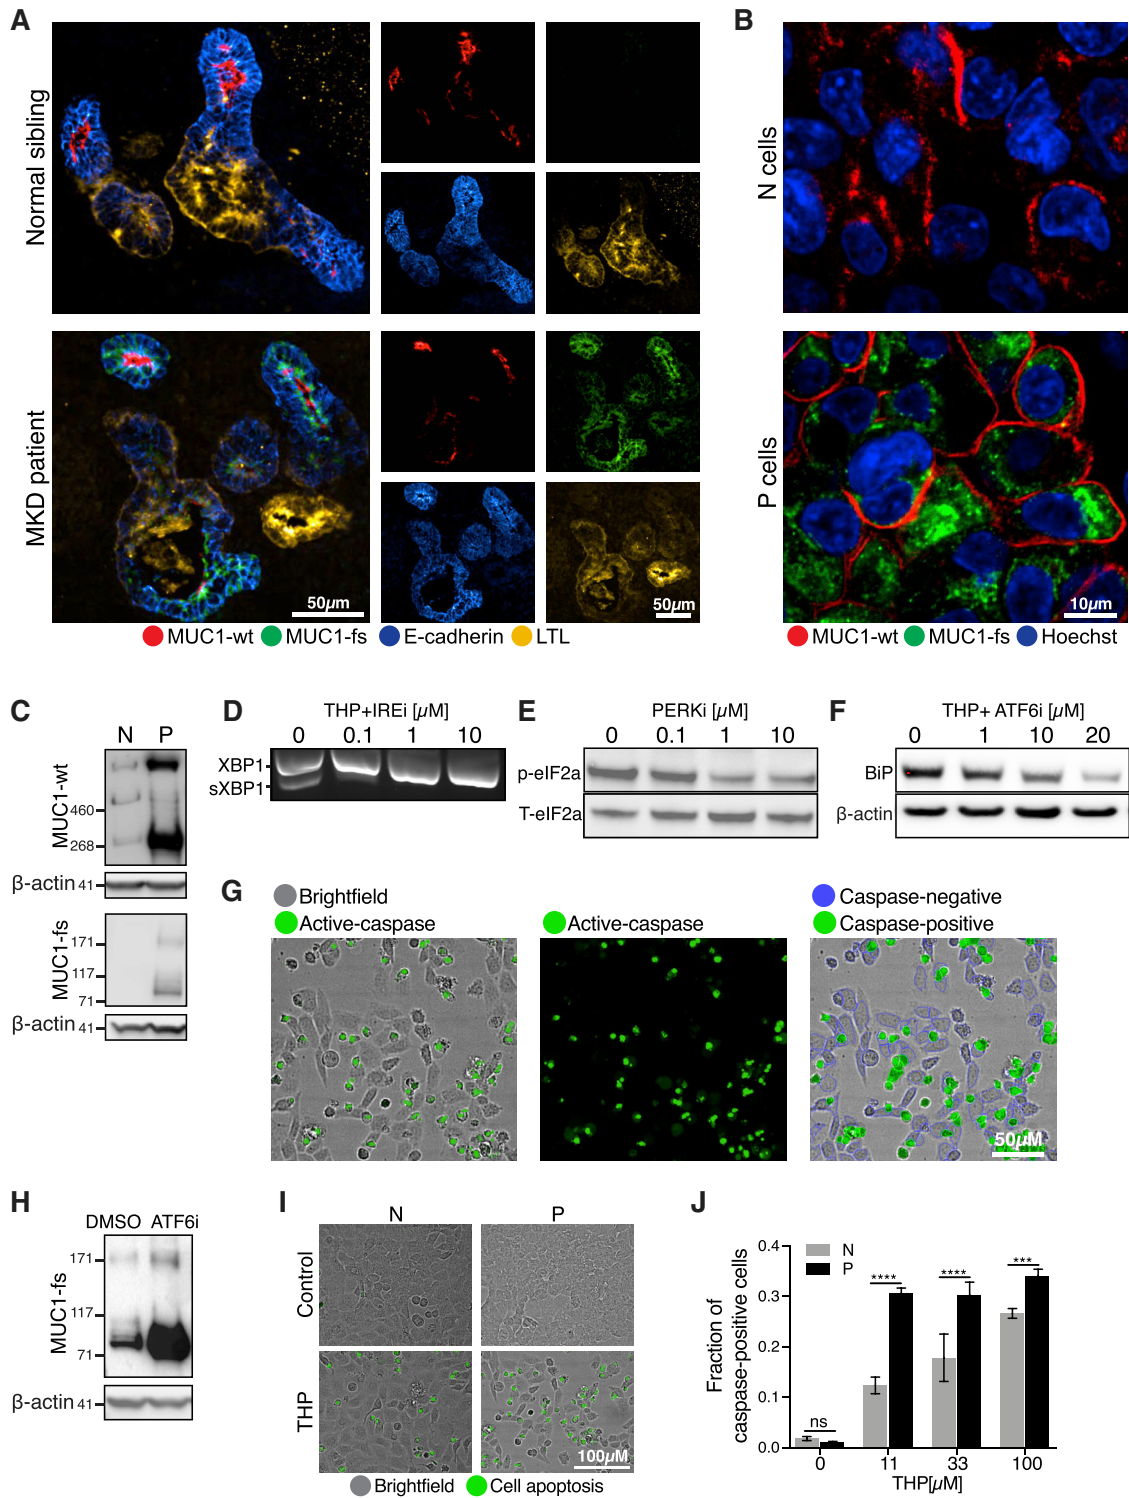 A
B
Normal sibling
MKD patient
50µm
50µm
MUC1-wt MUC1-fs E-cadherin LTL
N cells
P cells
10µm
MUC1-wt MUC1-fs Hoechst
C
N P
MUC1-wt
460
268
β-actin 41
MUC1-fs
171
117
71
β-actin 41
D
THP+IREi [µM]
0 0.1 1 10
XBP1
sXBP1
E
PERKi [µM]
0 0.1 1 10
p-eIF2a
T-eIF2a
F
THP+ ATF6i [µM]
0 1 10 20
BiP
β-actin
G
Brightfield
Active-caspase
Active-caspase
Caspase-negative
Caspase-positive
50µM
H
DMSO ATF6i
MUC1-fs
171
117
71
β-actin 41
I
N P
Control
THP
100µM
Brightfield Cell apoptosis
J
Fraction of
caspase-positive cells
0.4
0.3
0.2
0.1
0.0
N
P
ns
****
****
***
0 11 33 100
THP[µM]